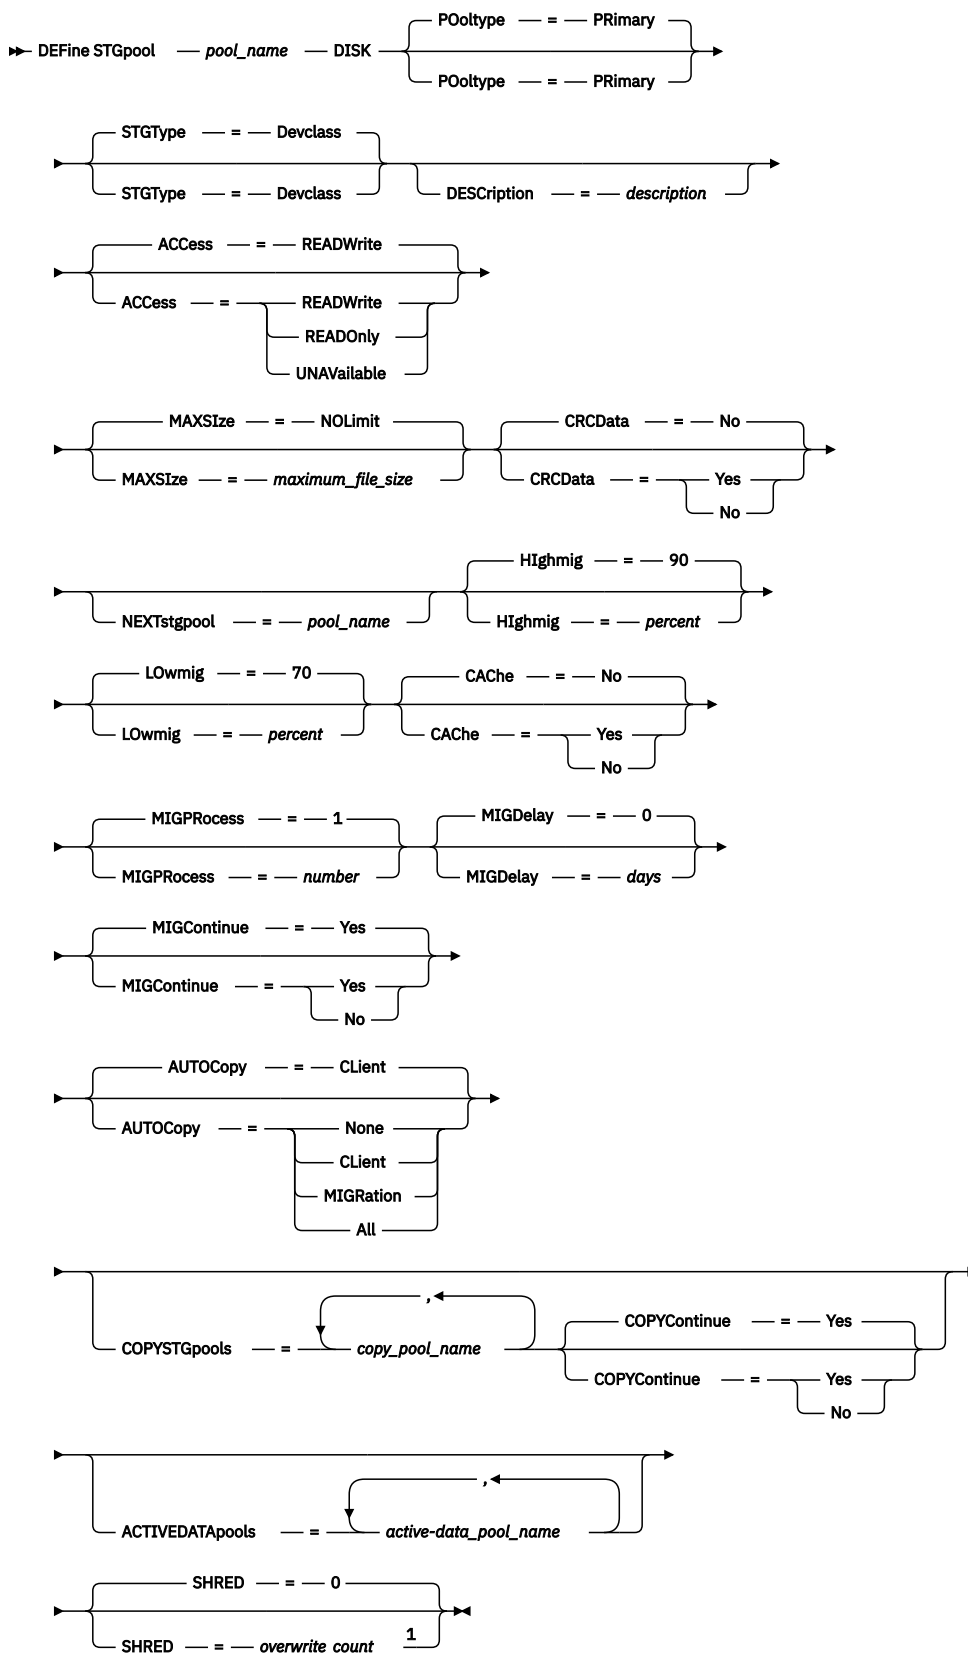 POoltype = PRimary
DEFine STGpool pool_name DISK
POoltype = PRimary
STGType = Devclass
STGType = Devclass
DESCription = description
ACCess = READWrite
ACCess = READWrite
READOnly
UNAVailable
MAXSIze = NOLimit
CRCData = No
MAXSIze = maximum_file_size
CRCData = Yes
No
HIghmig = 90
NEXTstgpool = pool_name
HIghmig = percent
LOwmig = 70
CAChe = No
LOwmig = percent
CAChe = Yes
No
MIGPRocess = 1
MIGDelay = 0
MIGPRocess = number
MIGDelay = days
MIGContinue = Yes
MIGContinue = Yes
No
AUTOCopy = CLient
AUTOCopy = None
CLient
MIGRation
All
,
COPYContinue = Yes
COPYSTGpools = copy_pool_name
COPYContinue = Yes
No
,
ACTIVEDATApools = active-data_pool_name
SHRED = 0
SHRED = overwrite count 1